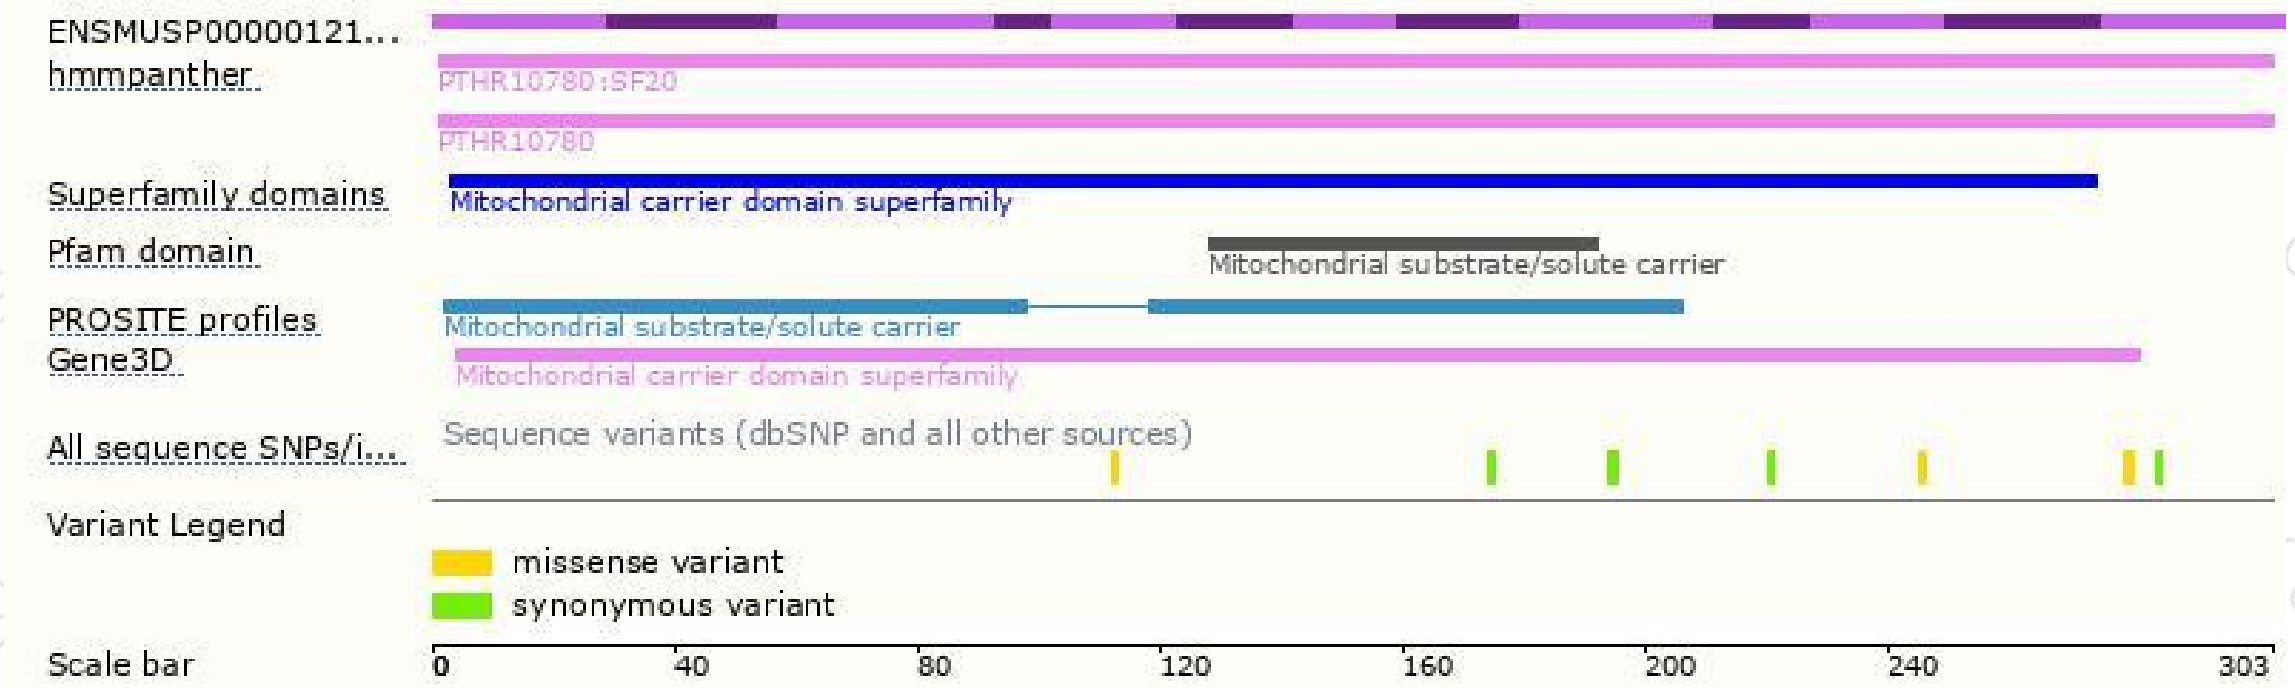 ENSMUSP00000121...
hmmpanther
PTHR10780:SF20
PTHR10780
Superfamily domains
Mitochondrial carrier domain superfamily
Pfam domain
Mitochondrial substrate/solute carrier
PROSITE profiles
Mitochondrial substrate/solute carrier
Gene3D
Mitochondrial carrier domain superfamily
Sequence variants (dbSNP and all other sources)
All sequence SNPs/i...
Variant Legend
missense variant
synonymous variant
Scale bar 0 40 80 120 160 200 240 303